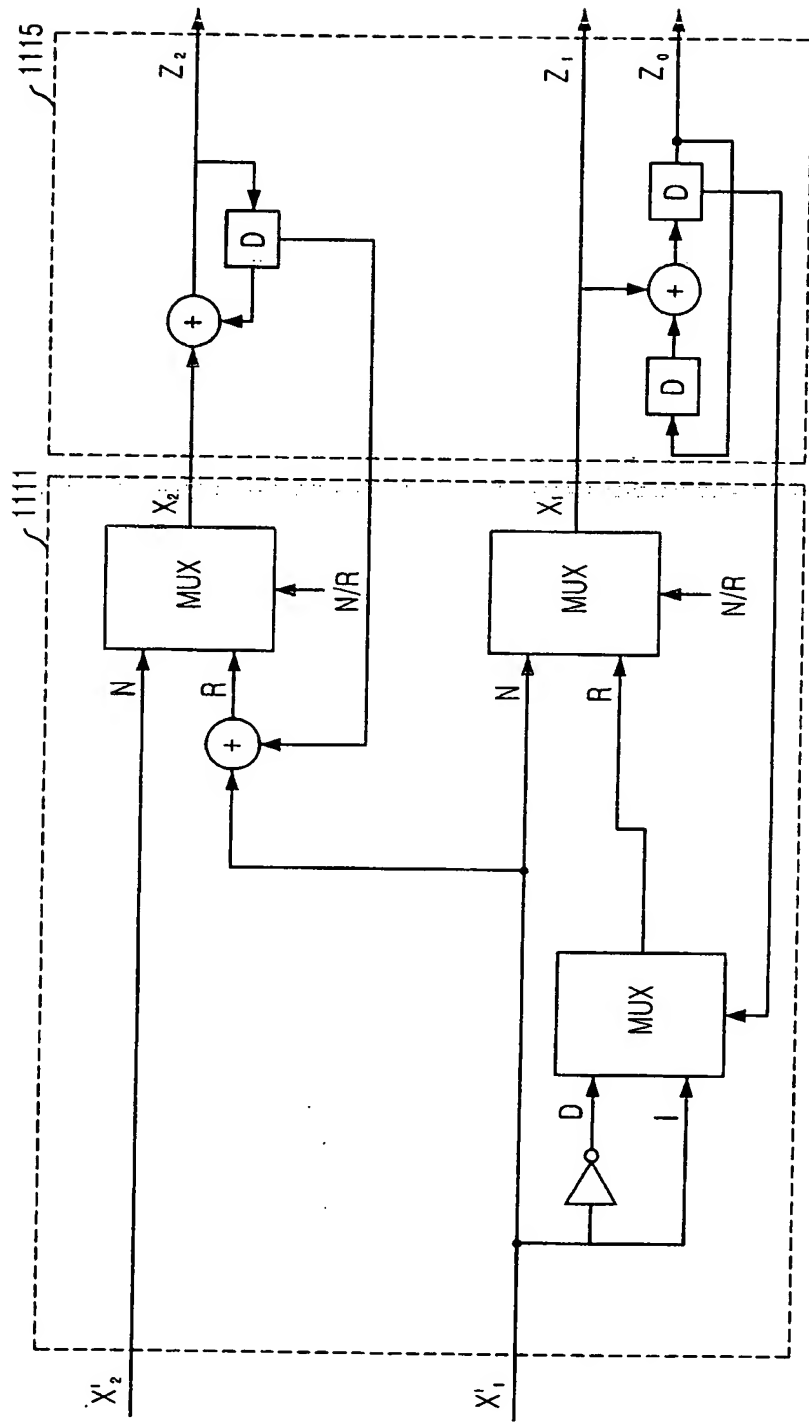 1111
1115
X'₂
N
MUX
X₂
Z₂
R
N/R
+
+
D
X'₁
N
MUX
X₁
Z₁
R
N/R
D
I
MUX
D
+
D
Z₀